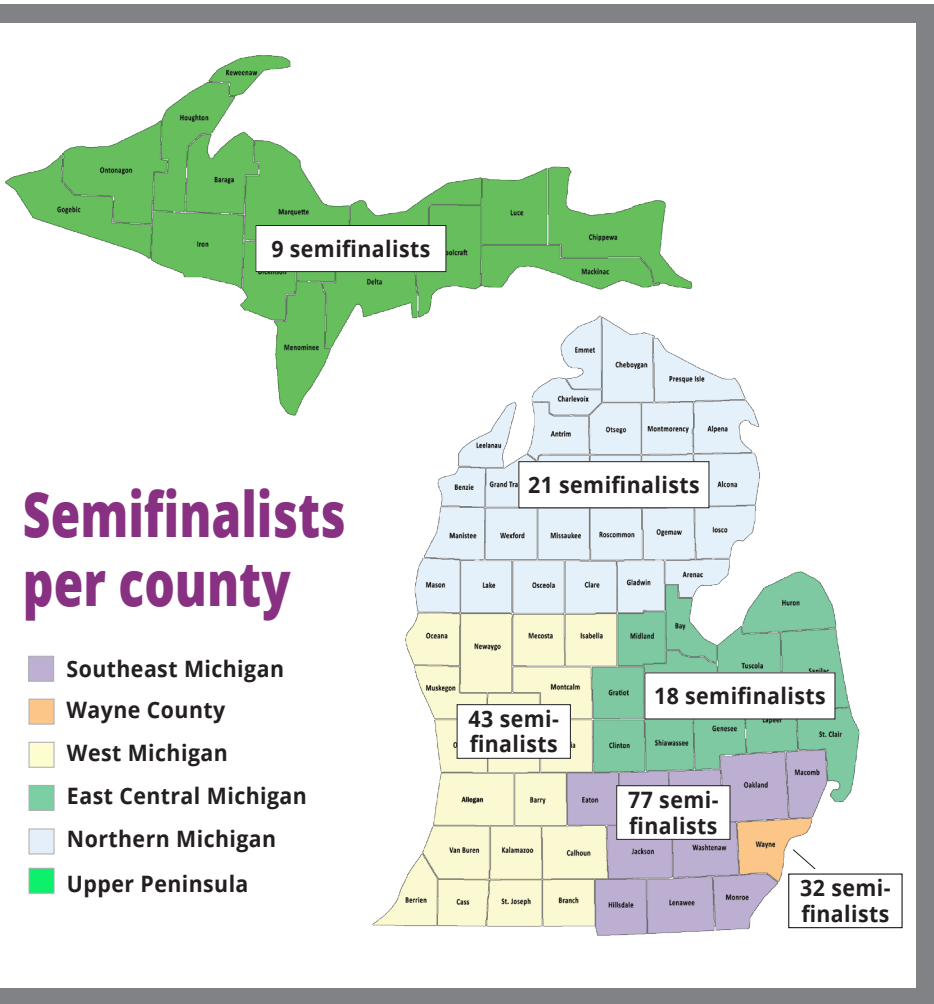 Keweenaw
Houghton
Ontonagon
Baraga
Gogebic
Marquette
Luce
Iron
9 semifinalists
Chippewa
Mackinac
Delta
Menominee
Emmet
Cheboygan
Presque Isle
Charlevoix
Antrim
Otsego
Montmorency
Alpena
Leelanau
Benzie
Grand Tra
21 semifinalists
Alcona
Manistee
Wexford
Missaukee
Roscommon
Ogemaw
Iosco
Mason
Lake
Osceola
Clare
Gladwin
Arenac
Semifinalists
per county
Huron
Oceana
Newaygo
Mecosta
Isabella
Midland
Bay
Tuscola
Muskegon
Montcalm
Gratiot
18 semifinalists
43 semi-
finalists
Clinton
Shiawassee
Genesee
St. Clair
Allegan
Barry
Eaton
77 semi-
finalists
Oakland
Macomb
Van Buren
Kalamazoo
Calhoun
Jackson
Washtenaw
Wayne
32 semi-
finalists
Berrien
Cass
St. Joseph
Branch
Hillsdale
Lenawee
Monroe
Southeast Michigan
Wayne County
West Michigan
East Central Michigan
Northern Michigan
Upper Peninsula